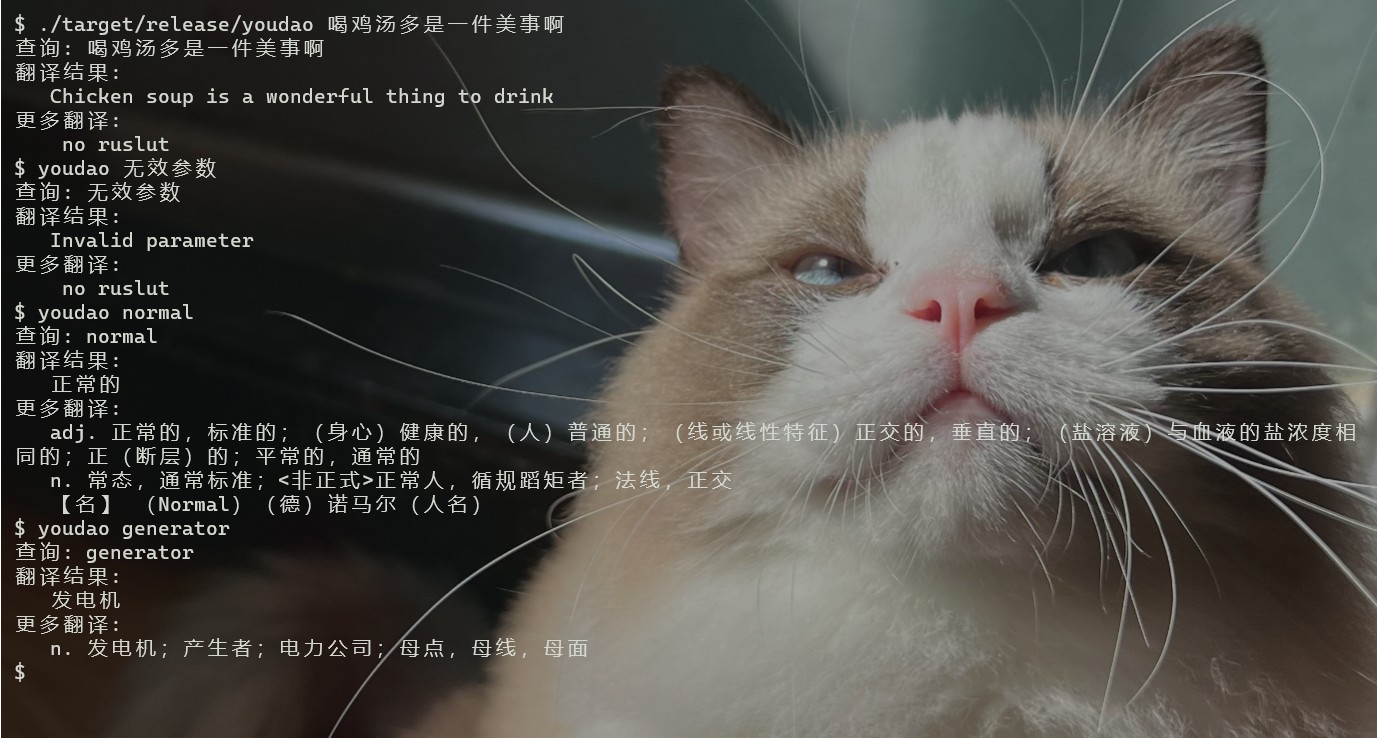 $ ./target/release/youdao 喝鸡汤多是一件美事啊
查询: 喝鸡汤多是一件美事啊
翻译结果:
Chicken soup is a wonderful thing to drink
更多翻译:
no ruslut
$ youdao 无效参数
查询: 无效参数
翻译结果:
Invalid parameter
更多翻译:
no ruslut
$ youdao normal
查询: normal
翻译结果:
正常的
更多翻译:
adj. 正常的，标准的；（身心）健康的，（人）普通的；（线或线性特征）正交的，垂直的；（盐溶液）与血液的盐浓度相
同的；正（断层）的；平常的，通常的
n. 常态，通常标准；<非正式>正常人，循规蹈矩者；法线，正交
【名】 （Normal）（德）诺马尔（人名）
$ youdao generator
查询: generator
翻译结果:
发电机
更多翻译:
n. 发电机；产生者；电力公司；母点，母线，母面
$